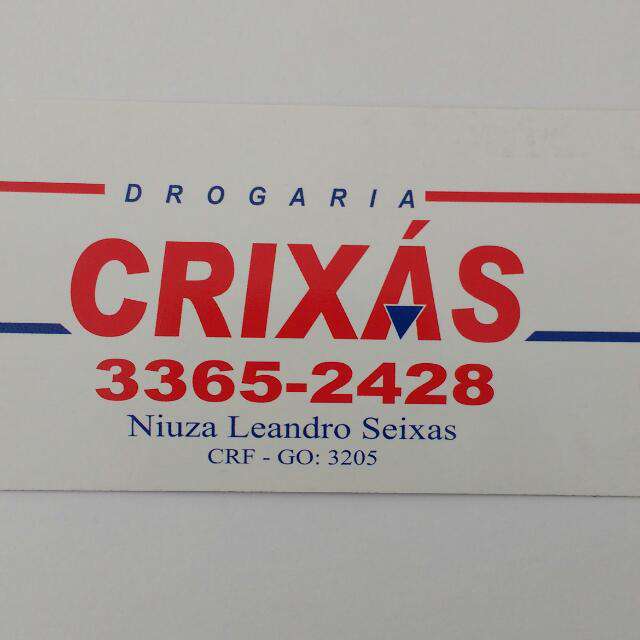 DROGARIA
CRIXÁS
3365-2428
Niuza Leandro Seixas
CRF - GO: 3205